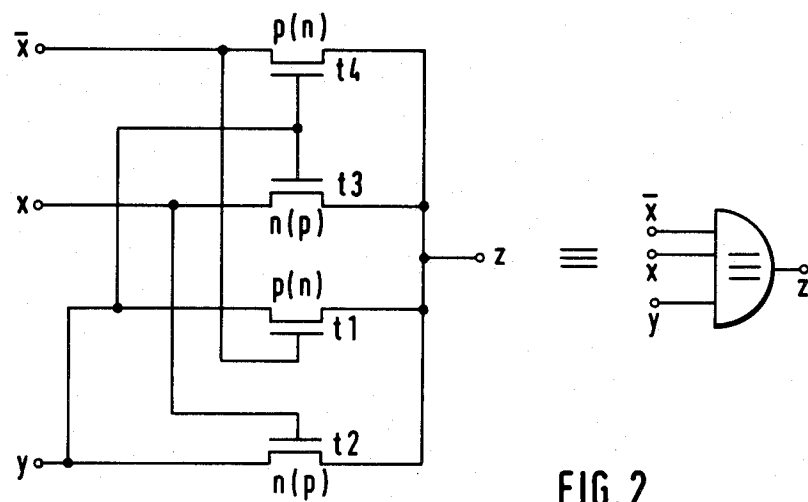 x̄
p(n)
t4
t3
x
n(p)
z
≡
x̄
x
y
≡
z
p(n)
t1
t2
y
n(p)
FIG. 2